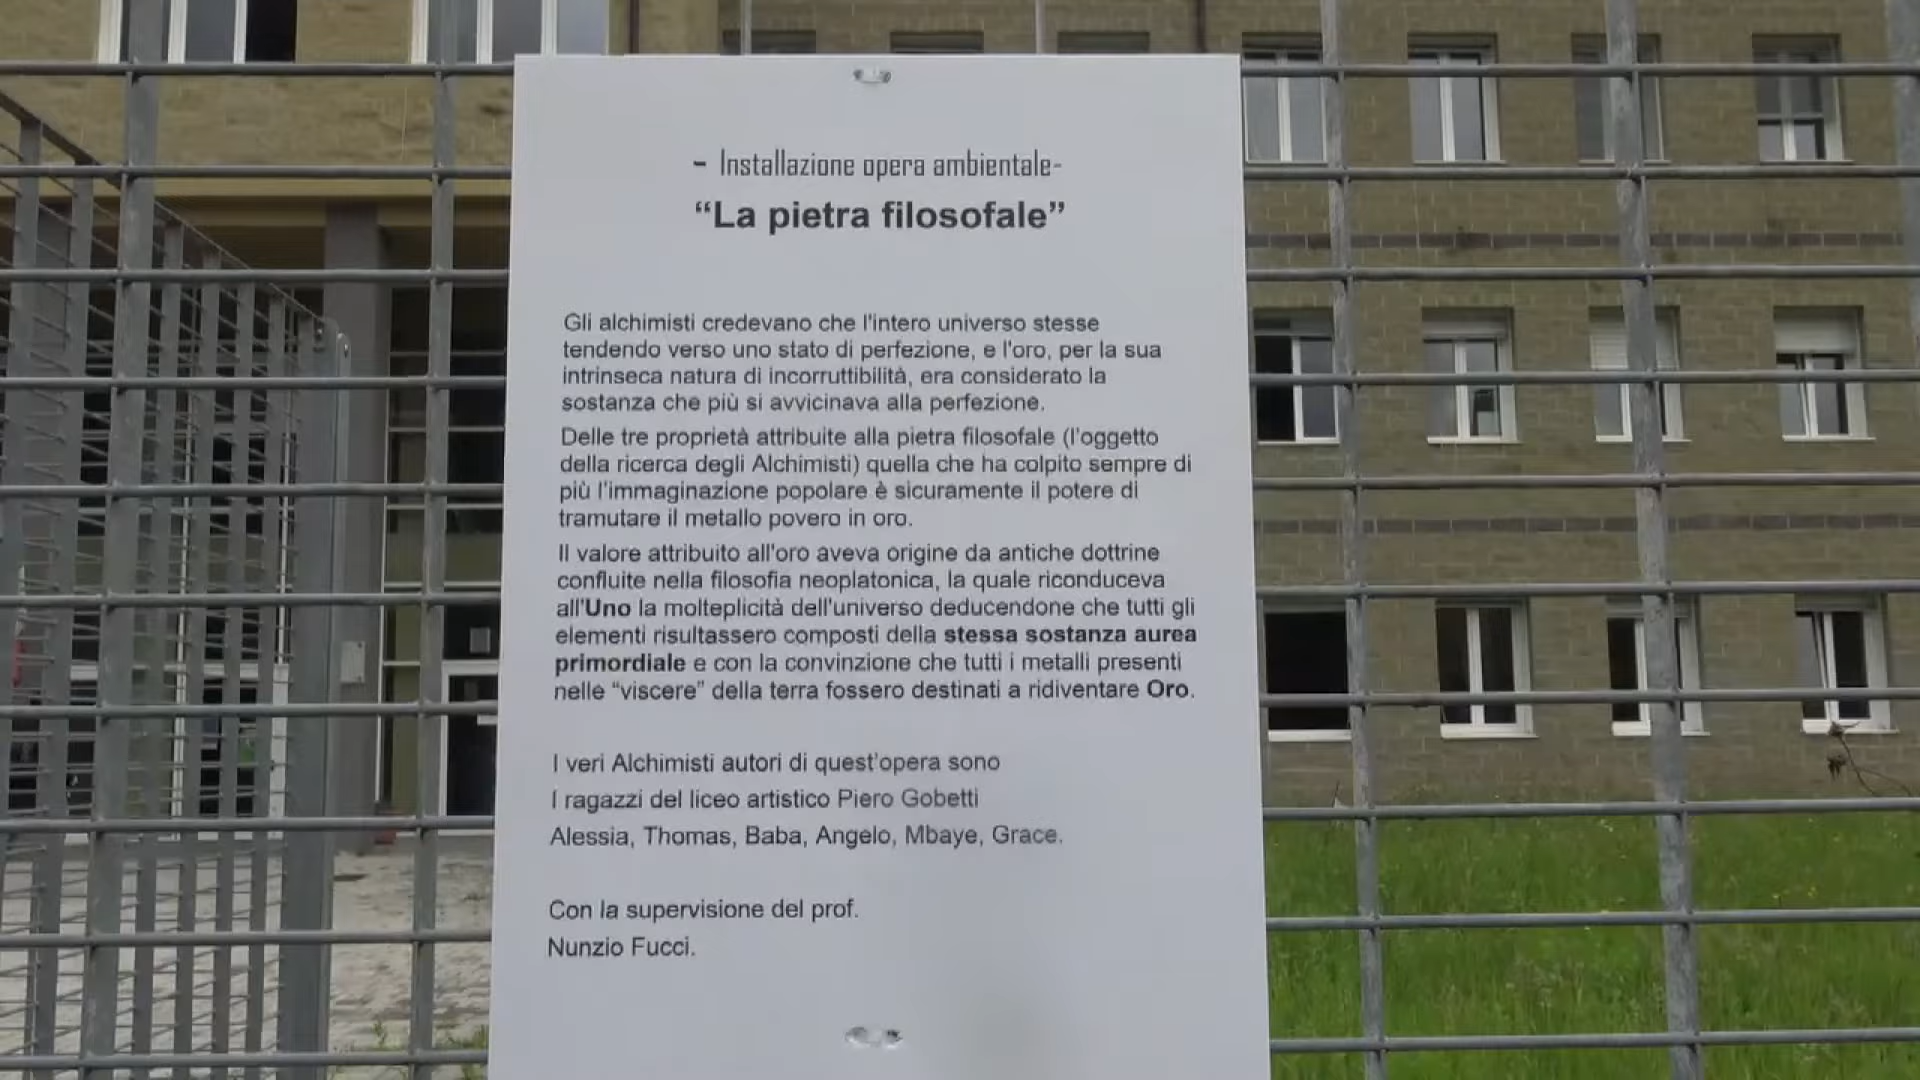 - Installazione opera ambientale-
“La pietra filosofale”
Gli alchimisti credevano che l'intero universo stesse
tendendo verso uno stato di perfezione, e l'oro, per la sua
intrinseca natura di incorruttibilità, era considerato la
sostanza che più si avvicinava alla perfezione.
Delle tre proprietà attribuite alla pietra filosofale (l’oggetto
della ricerca degli Alchimisti) quella che ha colpito sempre di
più l’immaginazione popolare è sicuramente il potere di
tramutare il metallo povero in oro.
Il valore attribuito all'oro aveva origine da antiche dottrine
confluite nella filosofia neoplatonica, la quale riconduceva
all'Uno la molteplicità dell'universo deducendone che tutti gli
elementi risultassero composti della stessa sostanza aurea
primordiale e con la convinzione che tutti i metalli presenti
nelle “viscere” della terra fossero destinati a ridiventare Oro.
I veri Alchimisti autori di quest’opera sono
I ragazzi del liceo artistico Piero Gobetti
Alessia, Thomas, Baba, Angelo, Mbaye, Grace.
Con la supervisione del prof.
Nunzio Fucci.